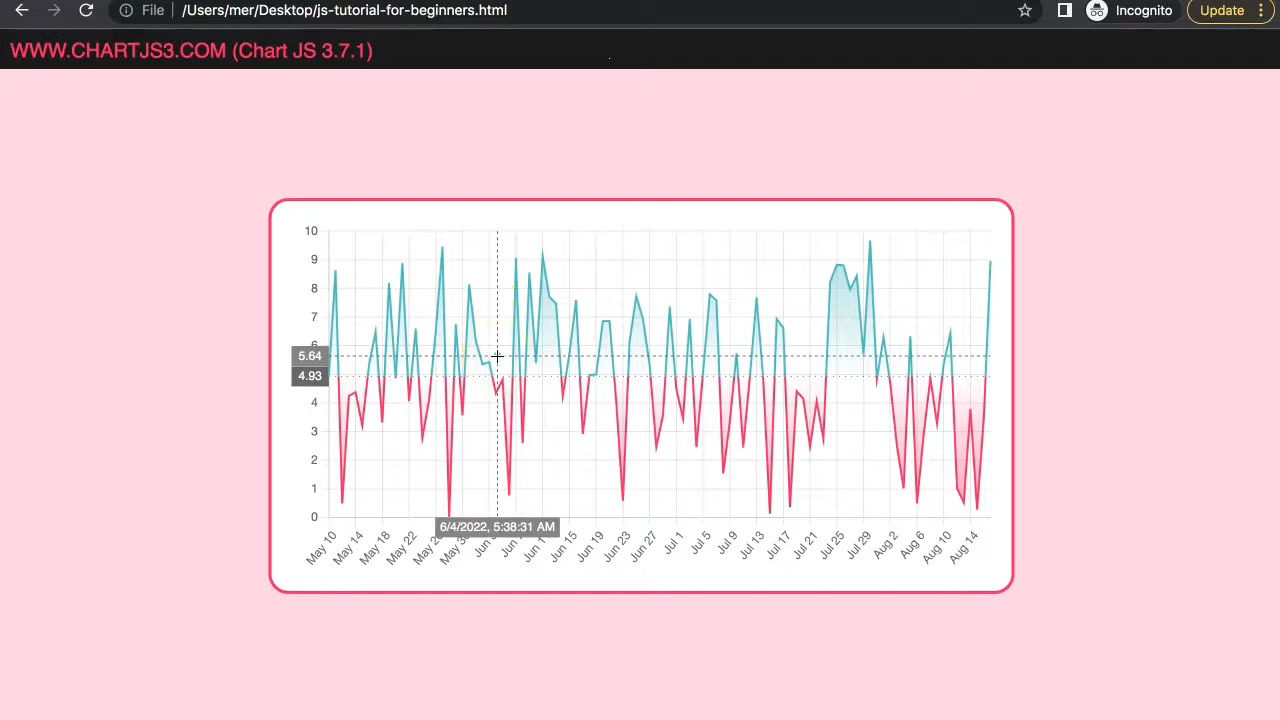 File /Users/mer/Desktop/js-tutorial-for-beginners.html Incognito Update
WWW.CHARTJS3.COM (Chart JS 3.7.1)
10
9
8
7
5.64
4.93
4
3
2
1
0
6/4/2022, 5:38:31 AM
May 10 May 14 May 18 May 22 Jun 15 Jun 19 Jun 23 Jun 27 Jul 1 Jul 5 Jul 9 Jul 13 Jul 17 Jul 21 Jul 25 Jul 29 Aug 2 Aug 6 Aug 10 Aug 14